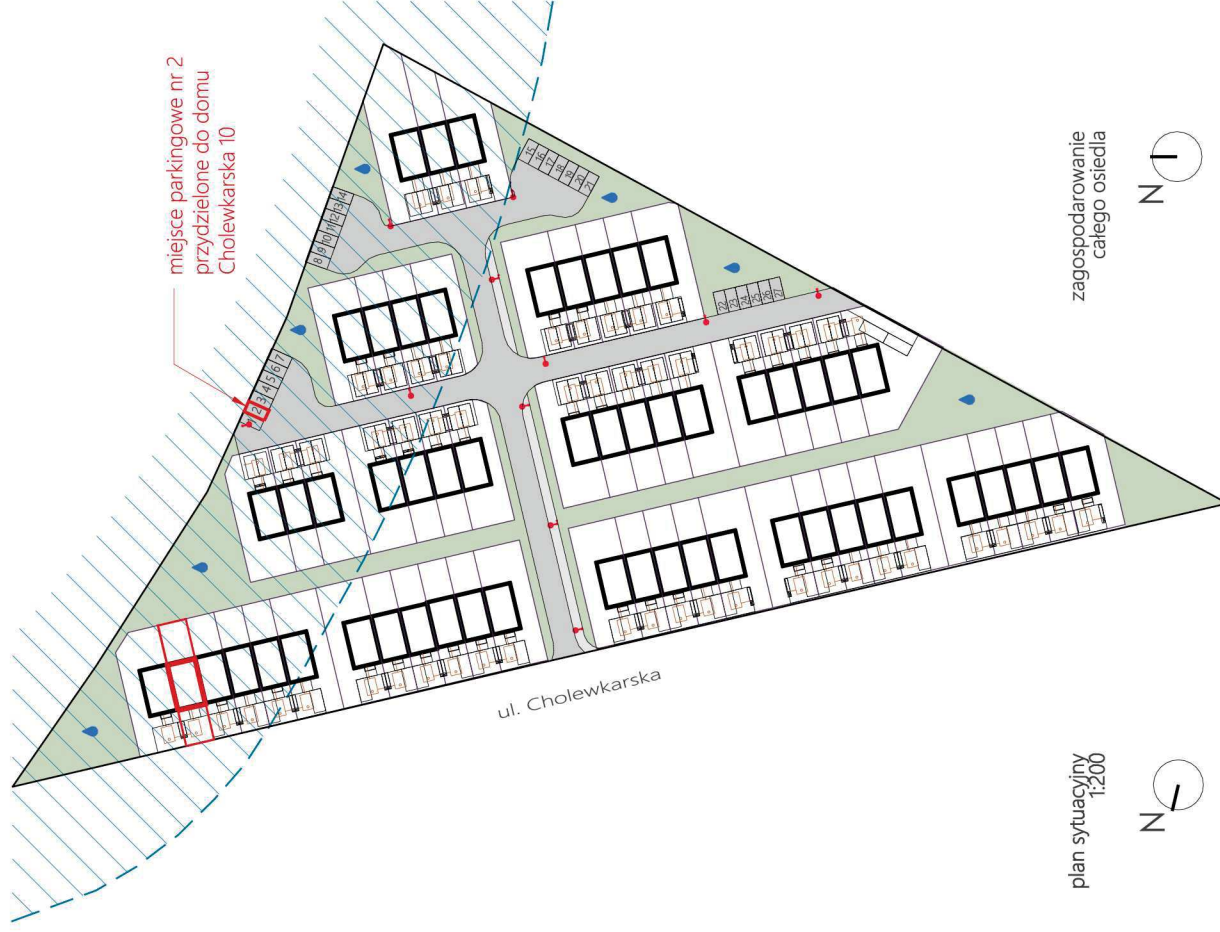 miejsce parkingowe nr 2
przydzielone do domu
Cholewkarska 10
1 2 3 4 5 6 7
8 9 10 11 12 13 14
15
16
17
18
19
20
21
22
23
24
25
26
27
ul. Cholewkarska
zagospodarowanie
całego osiedla
N
plan sytuacyjny
1:200
N